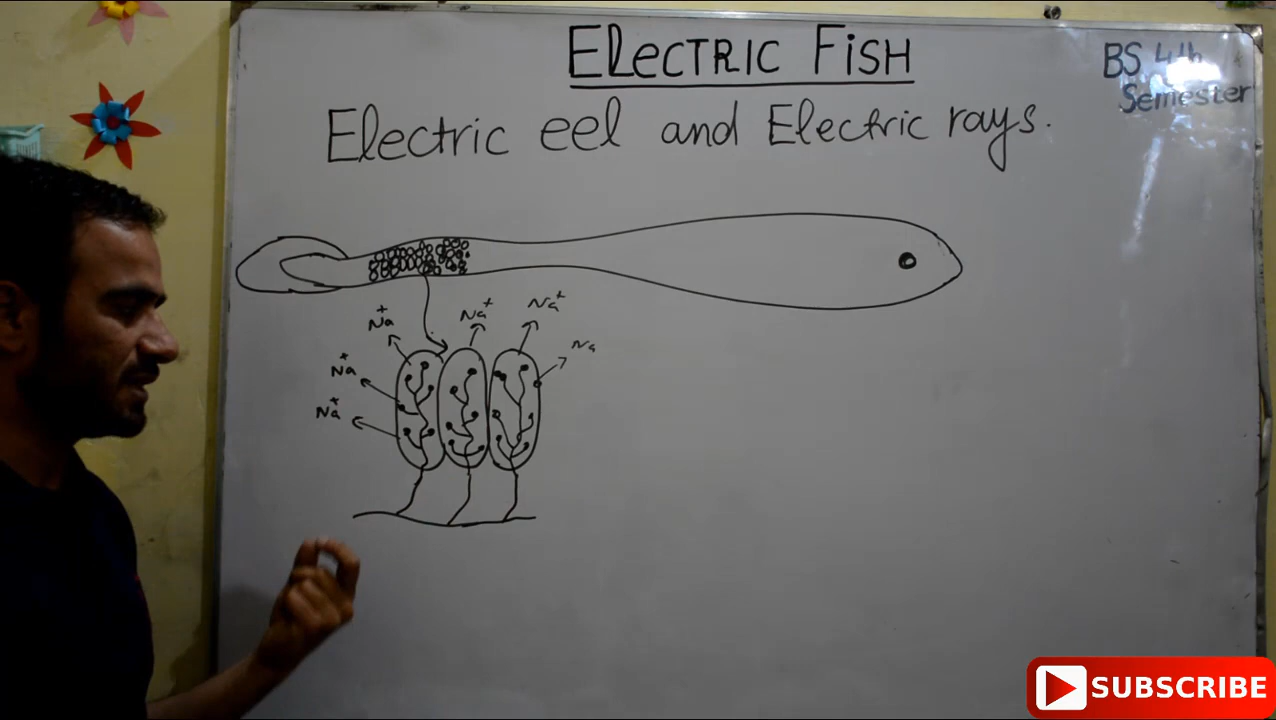 ELECTRIC FISH
BS 4th
Semester
Electric eel and Electric rays.
Na+
Na+
Na+
Na+
Na
Na+
SUBSCRIBE